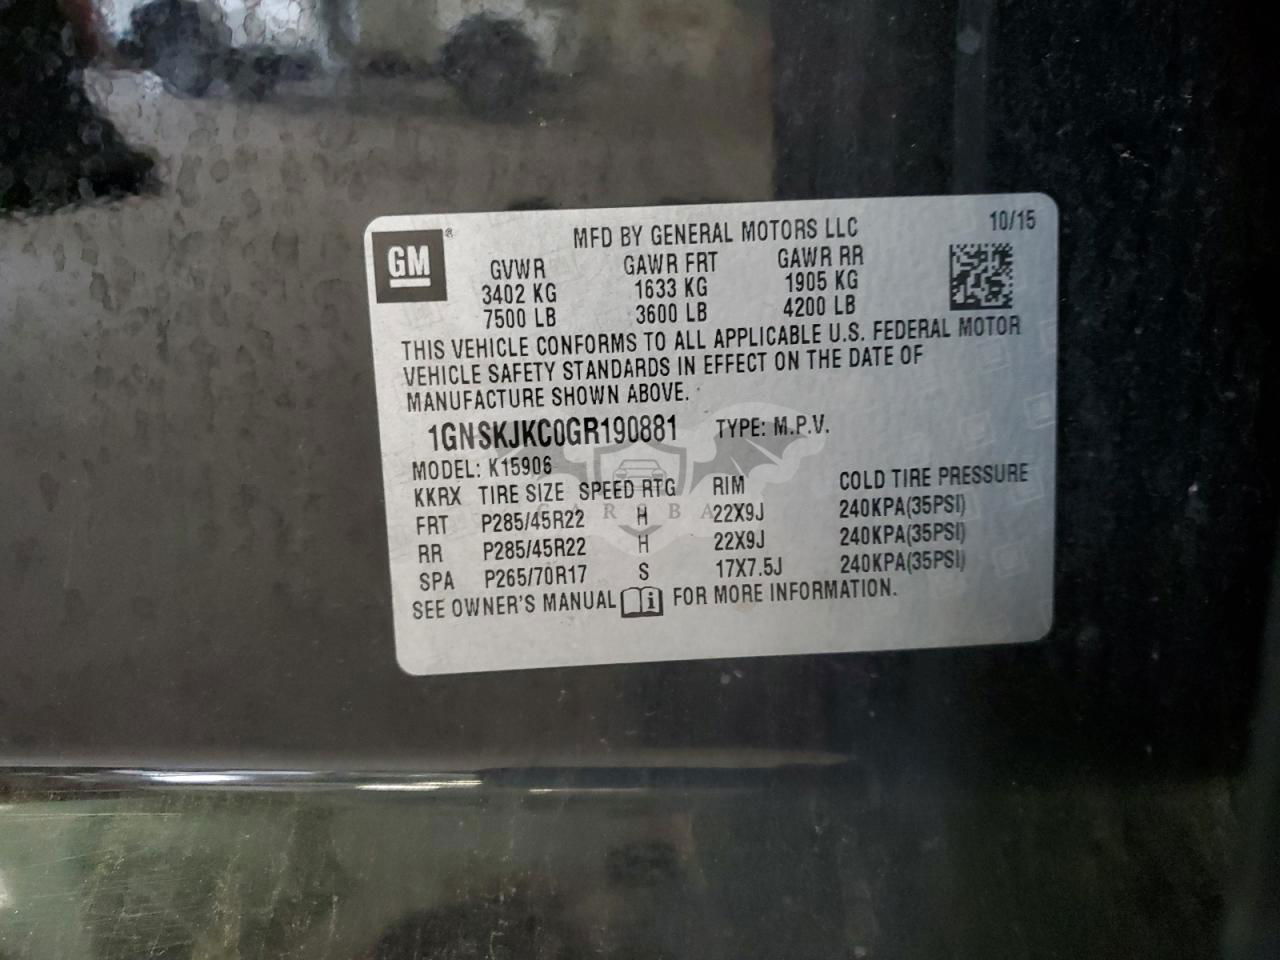 GM®
MFD BY GENERAL MOTORS LLC 10/15
GVWR GAWR FRT GAWR RR
3402 KG 1633 KG 1905 KG
7500 LB 3600 LB 4200 LB
THIS VEHICLE CONFORMS TO ALL APPLICABLE U.S. FEDERAL MOTOR
VEHICLE SAFETY STANDARDS IN EFFECT ON THE DATE OF
MANUFACTURE SHOWN ABOVE.
1GNSKJKC0GR190881 TYPE: M.P.V.
MODEL: K15906
KKRX TIRE SIZE SPEED RTG RIM COLD TIRE PRESSURE
FRT P285/45R22 H 22X9J 240KPA(35PSI)
RR P285/45R22 H 22X9J 240KPA(35PSI)
SPA P265/70R17 S 17X7.5J 240KPA(35PSI)
SEE OWNER'S MANUAL i FOR MORE INFORMATION.